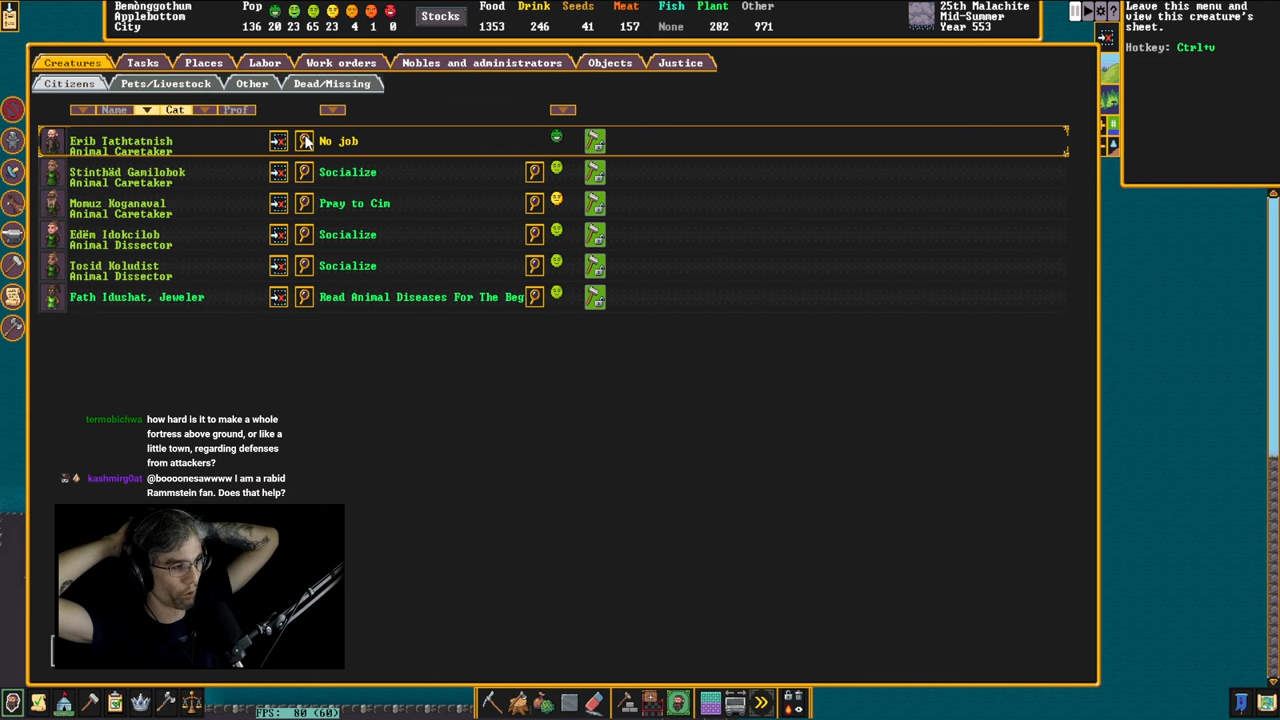 Bemònggothum
Applebottom
City
Pop
136 20 23 65 23 4 1 0
Stocks
Food Drink Seeds Meat Fish Plant Other
1353 246 41 157 None 282 971
25th Malachite
Mid-Summer
Year 553
Leave this menu and
view this creature's
sheet.
Hotkey: Ctrl+v
Creatures Tasks Places Labor Work orders Nobles and administrators Objects Justice
Citizens Pets/Livestock Other Dead/Missing
Name Cat Prof
Erib Tathtatnish
Animal Caretaker
No job
Stinthäd Gamilobok
Animal Caretaker
Socialize
Momuz Koganaval
Animal Caretaker
Pray to Cim
Edëm Idokcilob
Animal Dissector
Socialize
Tosid Koludist
Animal Dissector
Socialize
Fath Idushat, Jeweler
Read Animal Diseases For The Beg
termobichwa how hard is it to make a whole
fortress above ground, or like a
little town, regarding defenses
from attackers?
kashmirg0at @boooonesawwww I am a rabid
Rammstein fan. Does that help?
FPS: 80 (60)